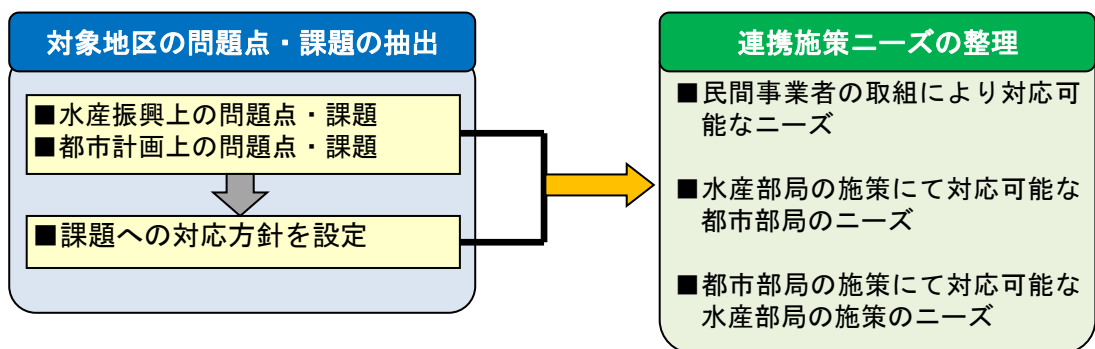 対象地区の問題点・課題の抽出
■水産振興上の問題点・課題
■都市計画上の問題点・課題
■課題への対応方針を設定
連携施策ニーズの整理
■民間事業者の取組により対応可
能なニーズ
■水産部局の施策にて対応可能な
都市部局のニーズ
■都市部局の施策にて対応可能な
水産部局の施策のニーズ